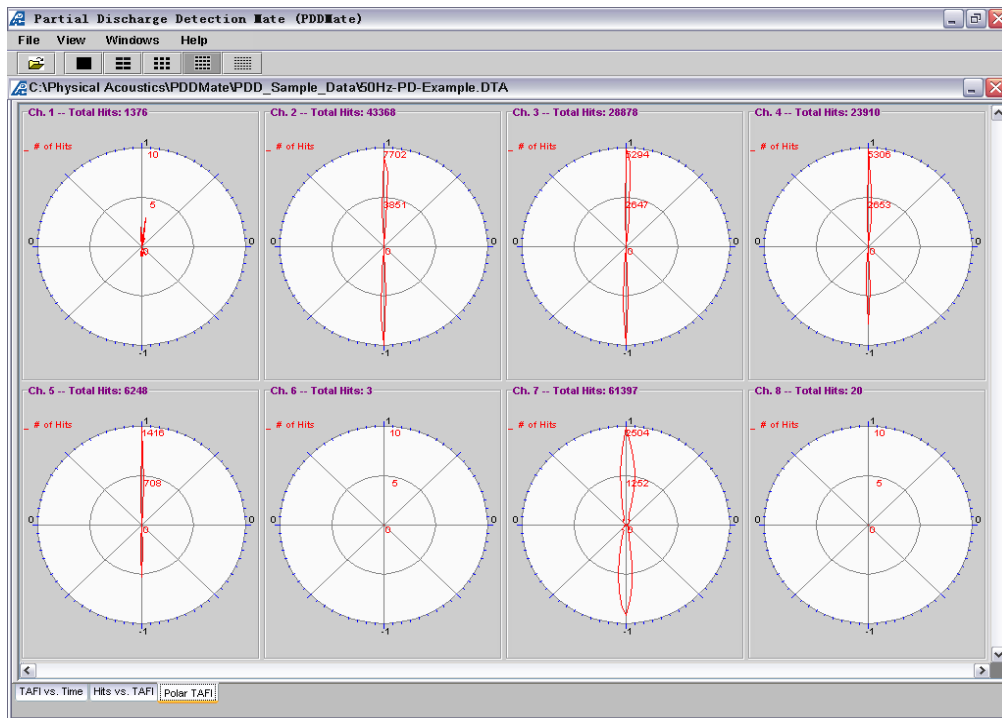 Partial Discharge Detection Mate (PDDMate)
File View Windows Help
C:\Physical Acoustics\PDDMate\PDD_Sample_Data\60Hz-PD-Example.DTA
Ch. 1 -- Total Hits: 1376
# of Hits
1
10
5
0
0
0
-1
Ch. 2 -- Total Hits: 43368
# of Hits
1
7702
3851
0
0
0
-1
Ch. 3 -- Total Hits: 28878
# of Hits
1
5294
2647
0
0
0
-1
Ch. 4 -- Total Hits: 23910
# of Hits
1
5306
2653
0
0
0
-1
Ch. 5 -- Total Hits: 6248
# of Hits
1
1416
708
0
0
0
-1
Ch. 6 -- Total Hits: 3
# of Hits
1
10
5
0
0
0
-1
Ch. 7 -- Total Hits: 61397
# of Hits
1
2504
1252
0
0
0
-1
Ch. 8 -- Total Hits: 20
# of Hits
1
10
5
0
0
0
-1
TAFI vs. Time Hits vs. TAFI Polar TAFI